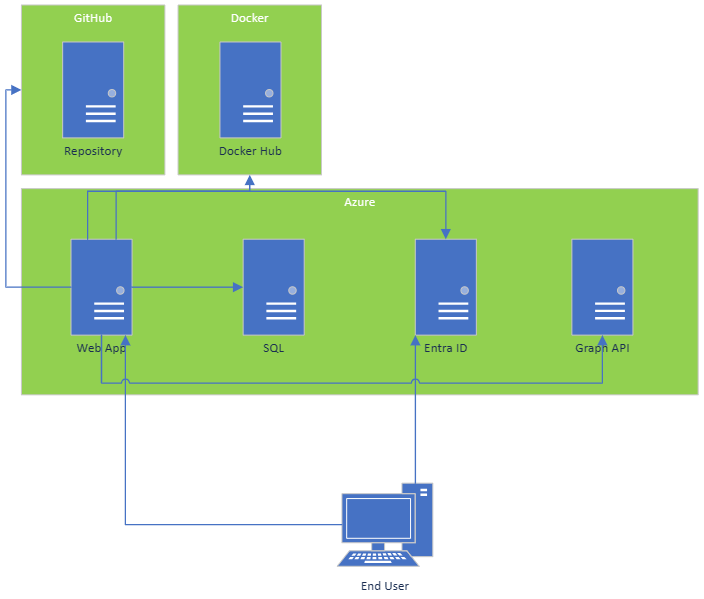 GitHub
Docker
Repository
Docker Hub
Azure
Web App
SQL
Entra ID
Graph API
End User